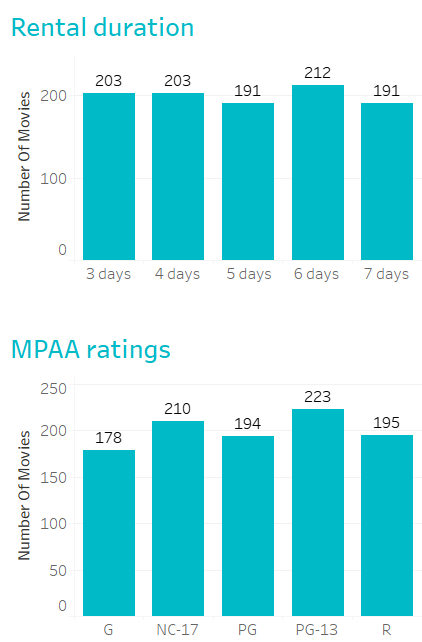 Rental duration
Number Of Movies
200
100
0
203
203
191
212
191
3 days
4 days
5 days
6 days
7 days
MPAA ratings
Number Of Movies
250
200
150
100
50
0
178
210
194
223
195
G
NC-17
PG
PG-13
R